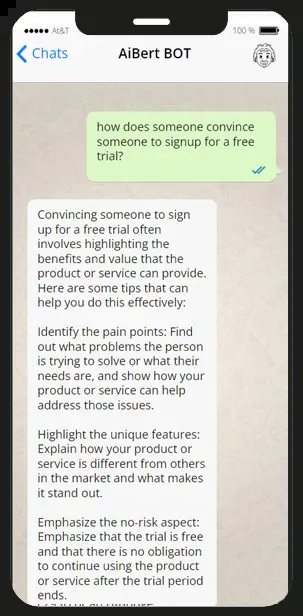 At&T 100 %
Chats AiBert BOT
how does someone convince
someone to signup for a free
trial?
Convincing someone to sign
up for a free trial often
involves highlighting the
benefits and value that the
product or service can provide.
Here are some tips that can
help you do this effectively:
Identify the pain points: Find
out what problems the person
is trying to solve or what their
needs are, and show how your
product or service can help
address those issues.
Highlight the unique features:
Explain how your product or
service is different from others
in the market and what makes
it stand out.
Emphasize the no-risk aspect:
Emphasize that the trial is free
and that there is no obligation
to continue using the product
or service after the trial period
ends.